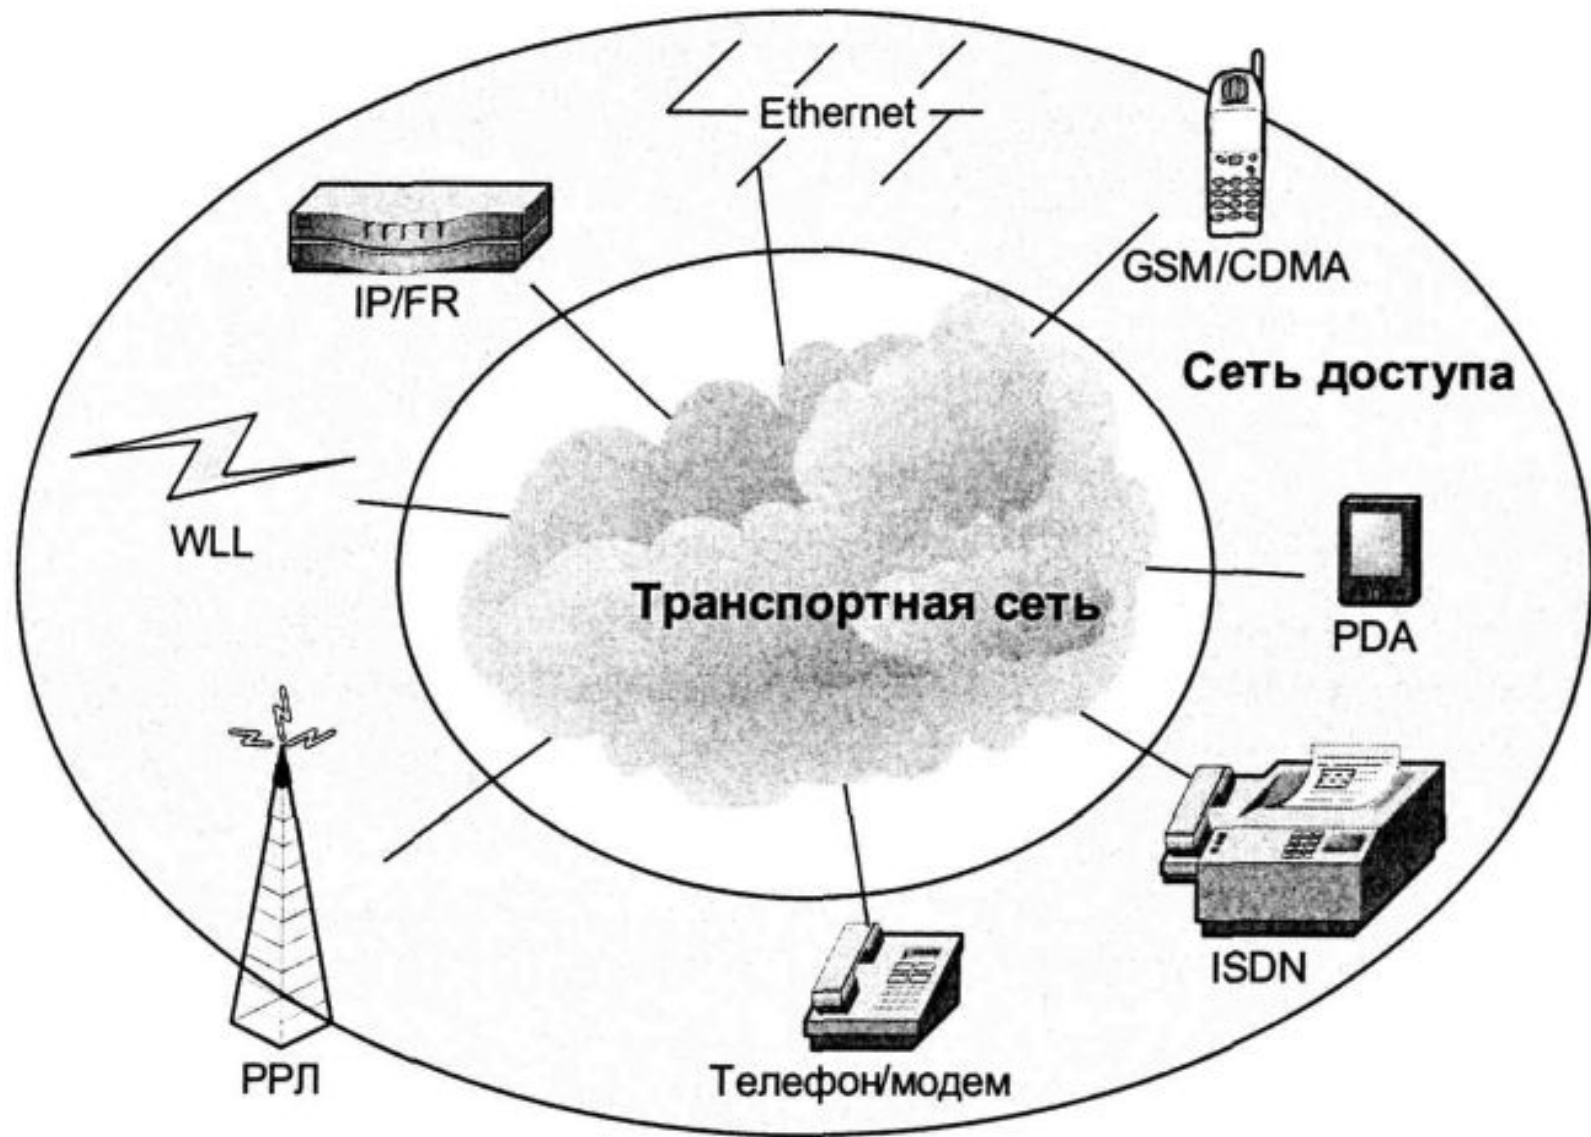 Ethernet
GSM/CDMA
IP/FR
Сеть доступа
WLL
Транспортная сеть
PDA
ISDN
РРЛ
Телефон/модем